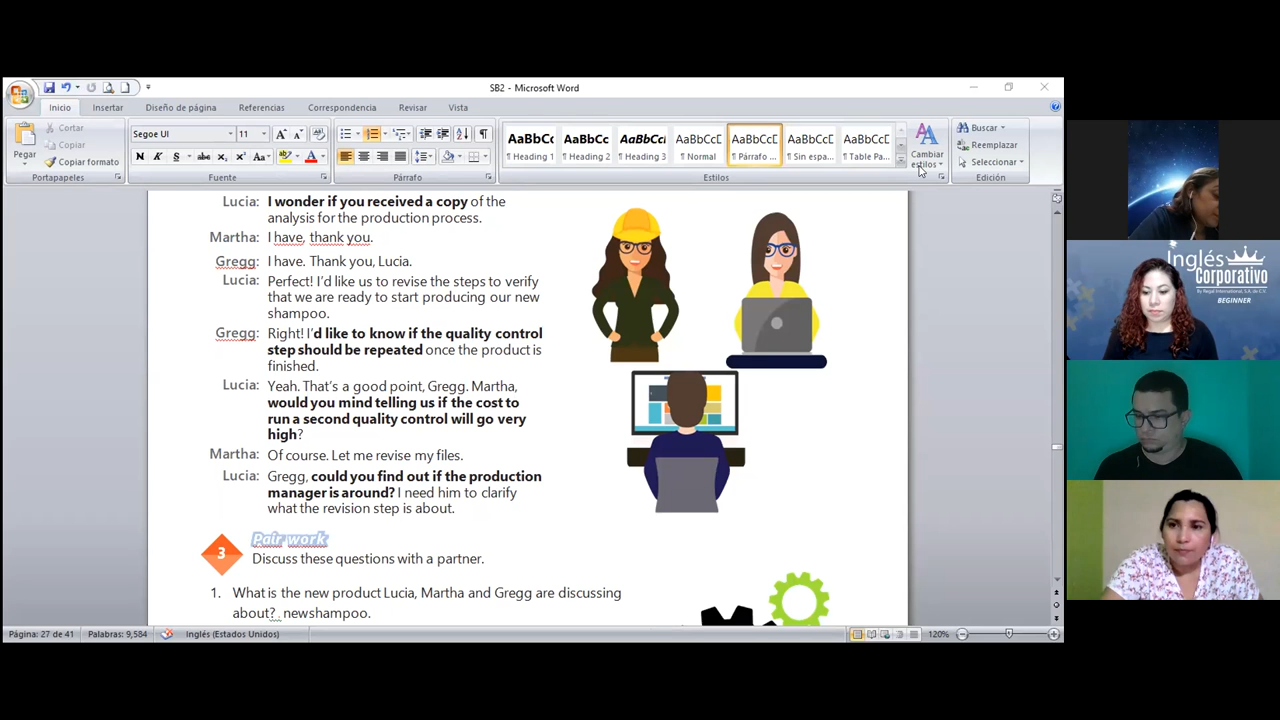 SB2 - Microsoft Word
Inicio Insertar Diseño de página Referencias Correspondencia Revisar Vista
Pegar
Cortar
Copiar
Copiar formato
Portapapeles
Segoe UI 11
N K S abc x₂ x² Aa
Fuente
Párrafo
AaBbCc AaBbCc AaBbCcI AaBbCcD AaBbCcD AaBbCcD AaBbCcD
¶ Heading 1 ¶ Heading 2 ¶ Heading 3 ¶ Normal ¶ Párrafo ... ¶ Sin espa... ¶ Table Pa...
Estilos
Cambiar
estilos
Buscar
Reemplazar
Seleccionar
Edición
Lucia: I wonder if you received a copy of the
analysis for the production process.
Martha: I have, thank you.
Gregg: I have. Thank you, Lucia.
Lucia: Perfect! I'd like us to revise the steps to verify
that we are ready to start producing our new
shampoo.
Gregg: Right! I'd like to know if the quality control
step should be repeated once the product is
finished.
Lucia: Yeah. That's a good point, Gregg. Martha,
would you mind telling us if the cost to
run a second quality control will go very
high?
Martha: Of course. Let me revise my files.
Lucia: Gregg, could you find out if the production
manager is around? I need him to clarify
what the revision step is about.
3 Pair work
Discuss these questions with a partner.
1. What is the new product Lucia, Martha and Gregg are discussing
about? newshampoo.
Página: 27 de 41 Palabras: 9,584 Inglés (Estados Unidos) 120%
Inglés
Corporativo
By Regal International, S.A. de C.V.
BEGINNER